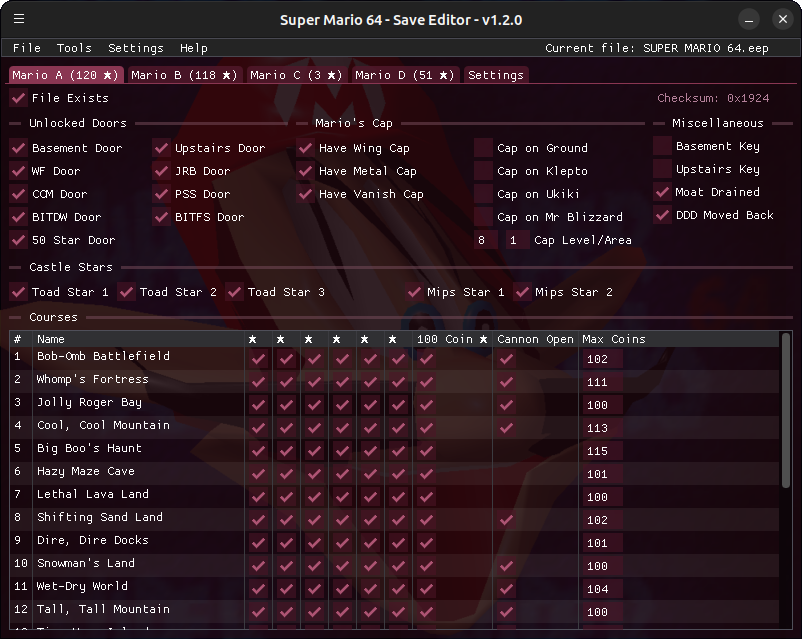 Super Mario 64 - Save Editor - v1.2.0
File Tools Settings Help Current file: SUPER MARIO 64.eep
Mario A (120 ★) Mario B (118 ★) Mario C (3 ★) Mario D (51 ★) Settings
File Exists Checksum: 0x1924
Unlocked Doors Mario's Cap Miscellaneous
Basement Door Upstairs Door Have Wing Cap Cap on Ground Basement Key
WF Door JRB Door Have Metal Cap Cap on Klepto Upstairs Key
CCM Door PSS Door Have Vanish Cap Cap on Ukiki Moat Drained
BITDW Door BITFS Door Cap on Mr Blizzard DDD Moved Back
50 Star Door 8 1 Cap Level/Area
Castle Stars
Toad Star 1 Toad Star 2 Toad Star 3 Mips Star 1 Mips Star 2
Courses
# Name ★ ★ ★ ★ ★ ★ 100 Coin ★ Cannon Open Max Coins
1 Bob-Omb Battlefield 102
2 Whomp's Fortress 111
3 Jolly Roger Bay 100
4 Cool, Cool Mountain 113
5 Big Boo's Haunt 115
6 Hazy Maze Cave 101
7 Lethal Lava Land 100
8 Shifting Sand Land 102
9 Dire, Dire Docks 101
10 Snowman's Land 100
11 Wet-Dry World 104
12 Tall, Tall Mountain 100